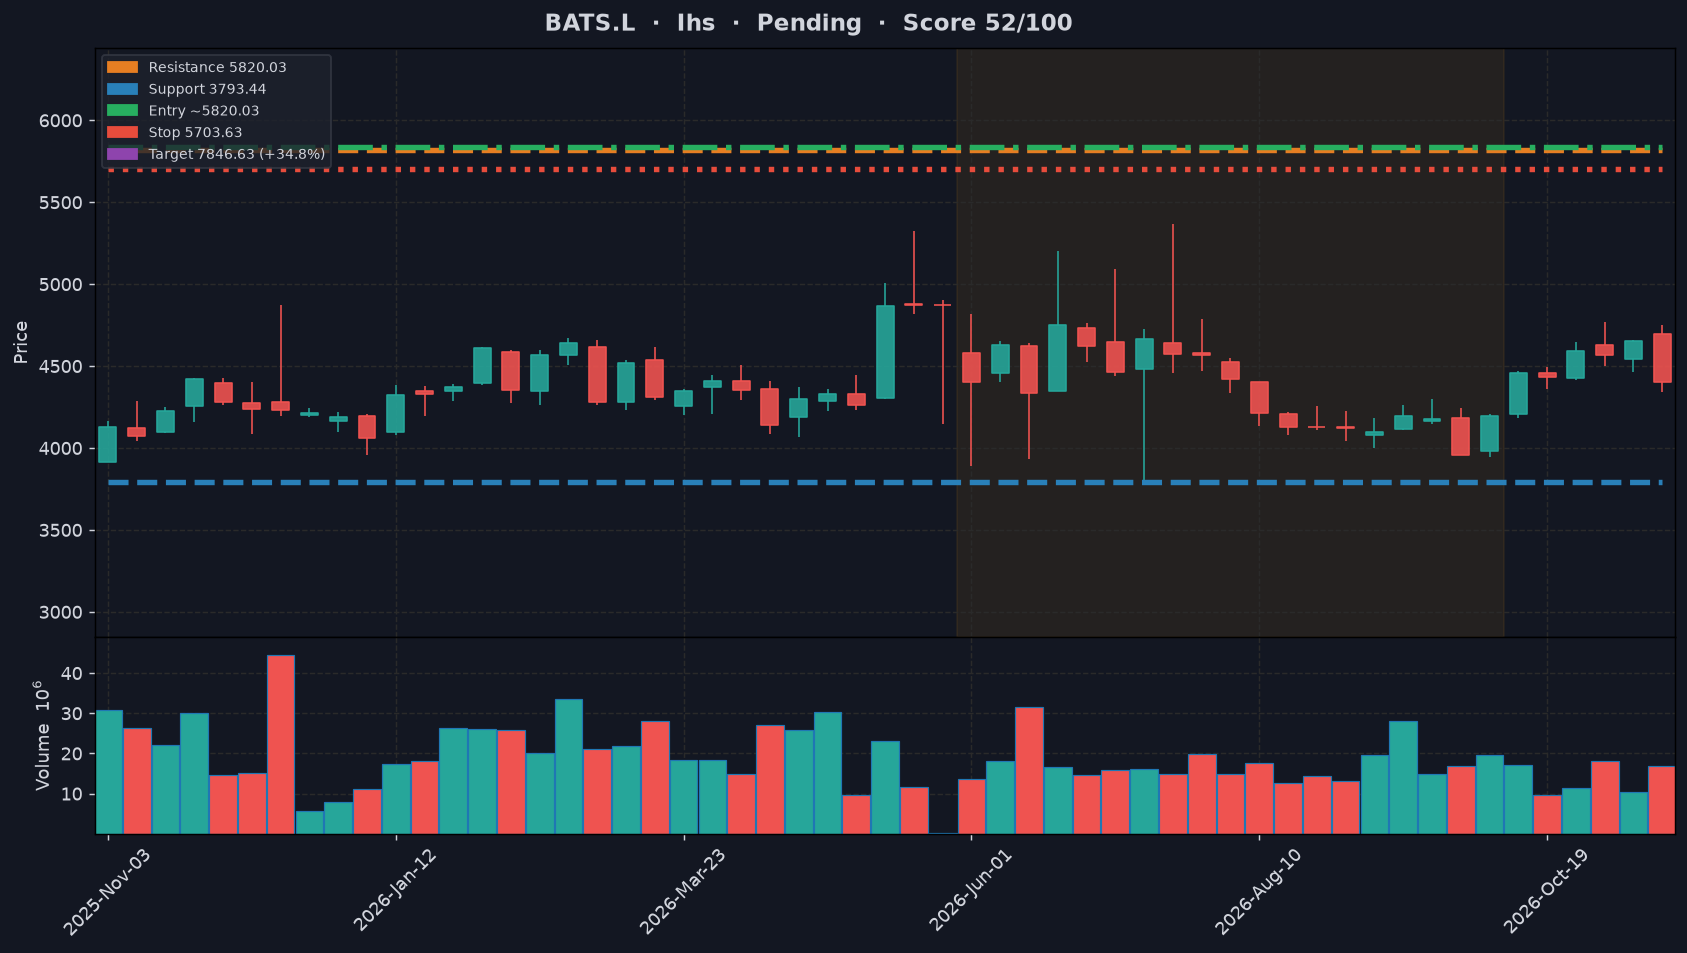 BATS.L · Ihs · Pending · Score 52/100
Resistance 5820.03
Support 3793.44
Entry ~5820.03
Stop 5703.63
Target 7846.63 (+34.8%)
Price
6000
5500
5000
4500
4000
3500
3000
Volume 10⁶
40
30
20
10
2025-Nov-03
2026-Jan-12
2026-Mar-23
2026-Jun-01
2026-Aug-10
2026-Oct-19